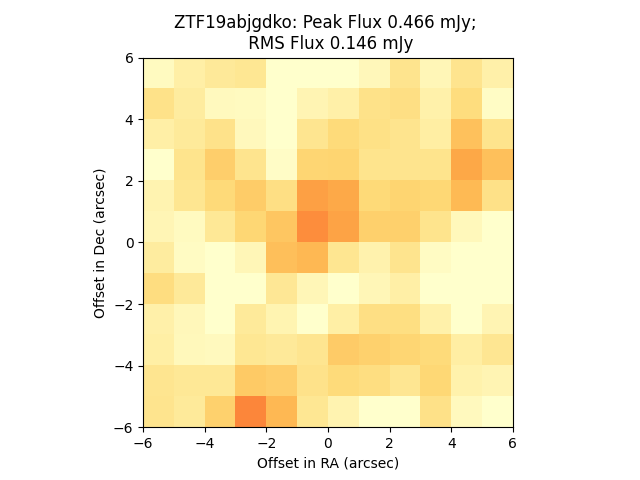 ZTF19abjgdko: Peak Flux 0.466 mJy;
RMS Flux 0.146 mJy
6
4
2
0
−2
−4
−6
Offset in Dec (arcsec)
−6 −4 −2 0 2 4 6
Offset in RA (arcsec)